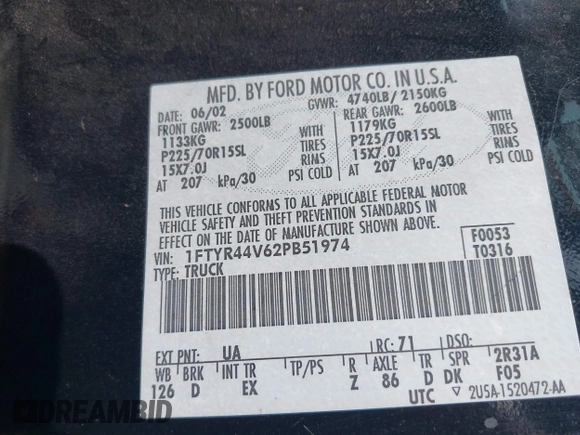 MFD. BY FORD MOTOR CO. IN U.S.A.
DATE: 06/02 GVWR: 4740LB/ 2150KG
FRONT GAWR: 2500LB REAR GAWR: 2600LB
1133KG WITH 1179KG WITH
P225/70R15SL TIRES P225/70R15SL TIRES
15X7.0J RINS 15X7.0J RINS
AT 207 kPa/30 PSI COLD AT 207 kPa/30 PSI COLD
THIS VEHICLE CONFORMS TO ALL APPLICABLE FEDERAL MOTOR
VEHICLE SAFETY AND THEFT PREVENTION STANDARDS IN
EFFECT ON THE DATE OF MANUFACTURE SHOWN ABOVE.
VIN: 1FTYR44V62PB51974 F0053
TYPE: TRUCK T0316
EXT PNT: UA RC: 71 DSO:
WB BRK INT TR TP/PS R AXLE TR SPR 2R31A
126 D EX Z 86 D DK F05
UTC ▽ 2U5A-1520472-AA
DREAMBID